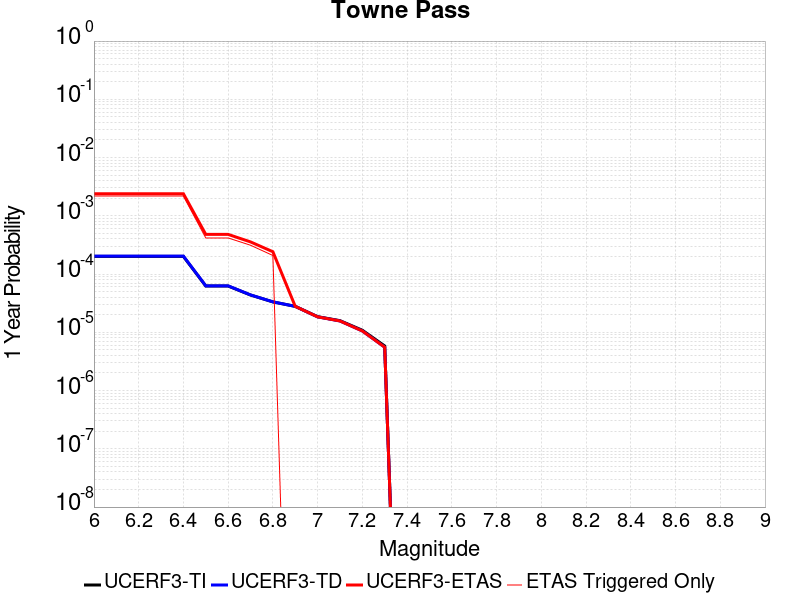 Towne Pass
10^0
10^-1
10^-2
10^-3
10^-4
10^-5
10^-6
10^-7
10^-8
1 Year Probability
6 6.2 6.4 6.6 6.8 7 7.2 7.4 7.6 7.8 8 8.2 8.4 8.6 8.8 9
Magnitude
UCERF3-TI UCERF3-TD UCERF3-ETAS ETAS Triggered Only